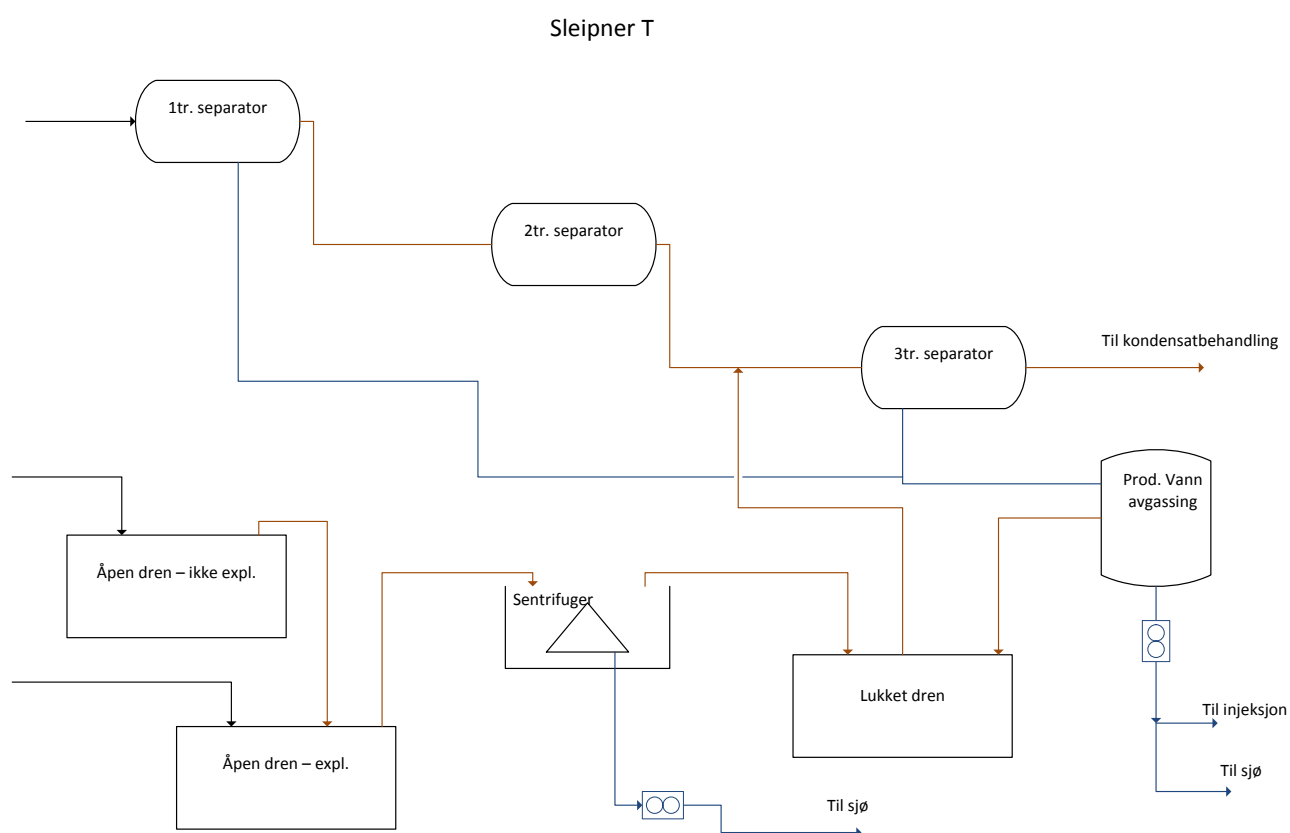 Sleipner T
1tr. separator
2tr. separator
3tr. separator
Til kondensatbehandling
Prod. Vann
avgassing
Åpen dren – ikke expl.
Sentrifuger
Lukket dren
Til injeksjon
Åpen dren – expl.
Til sjø
Til sjø